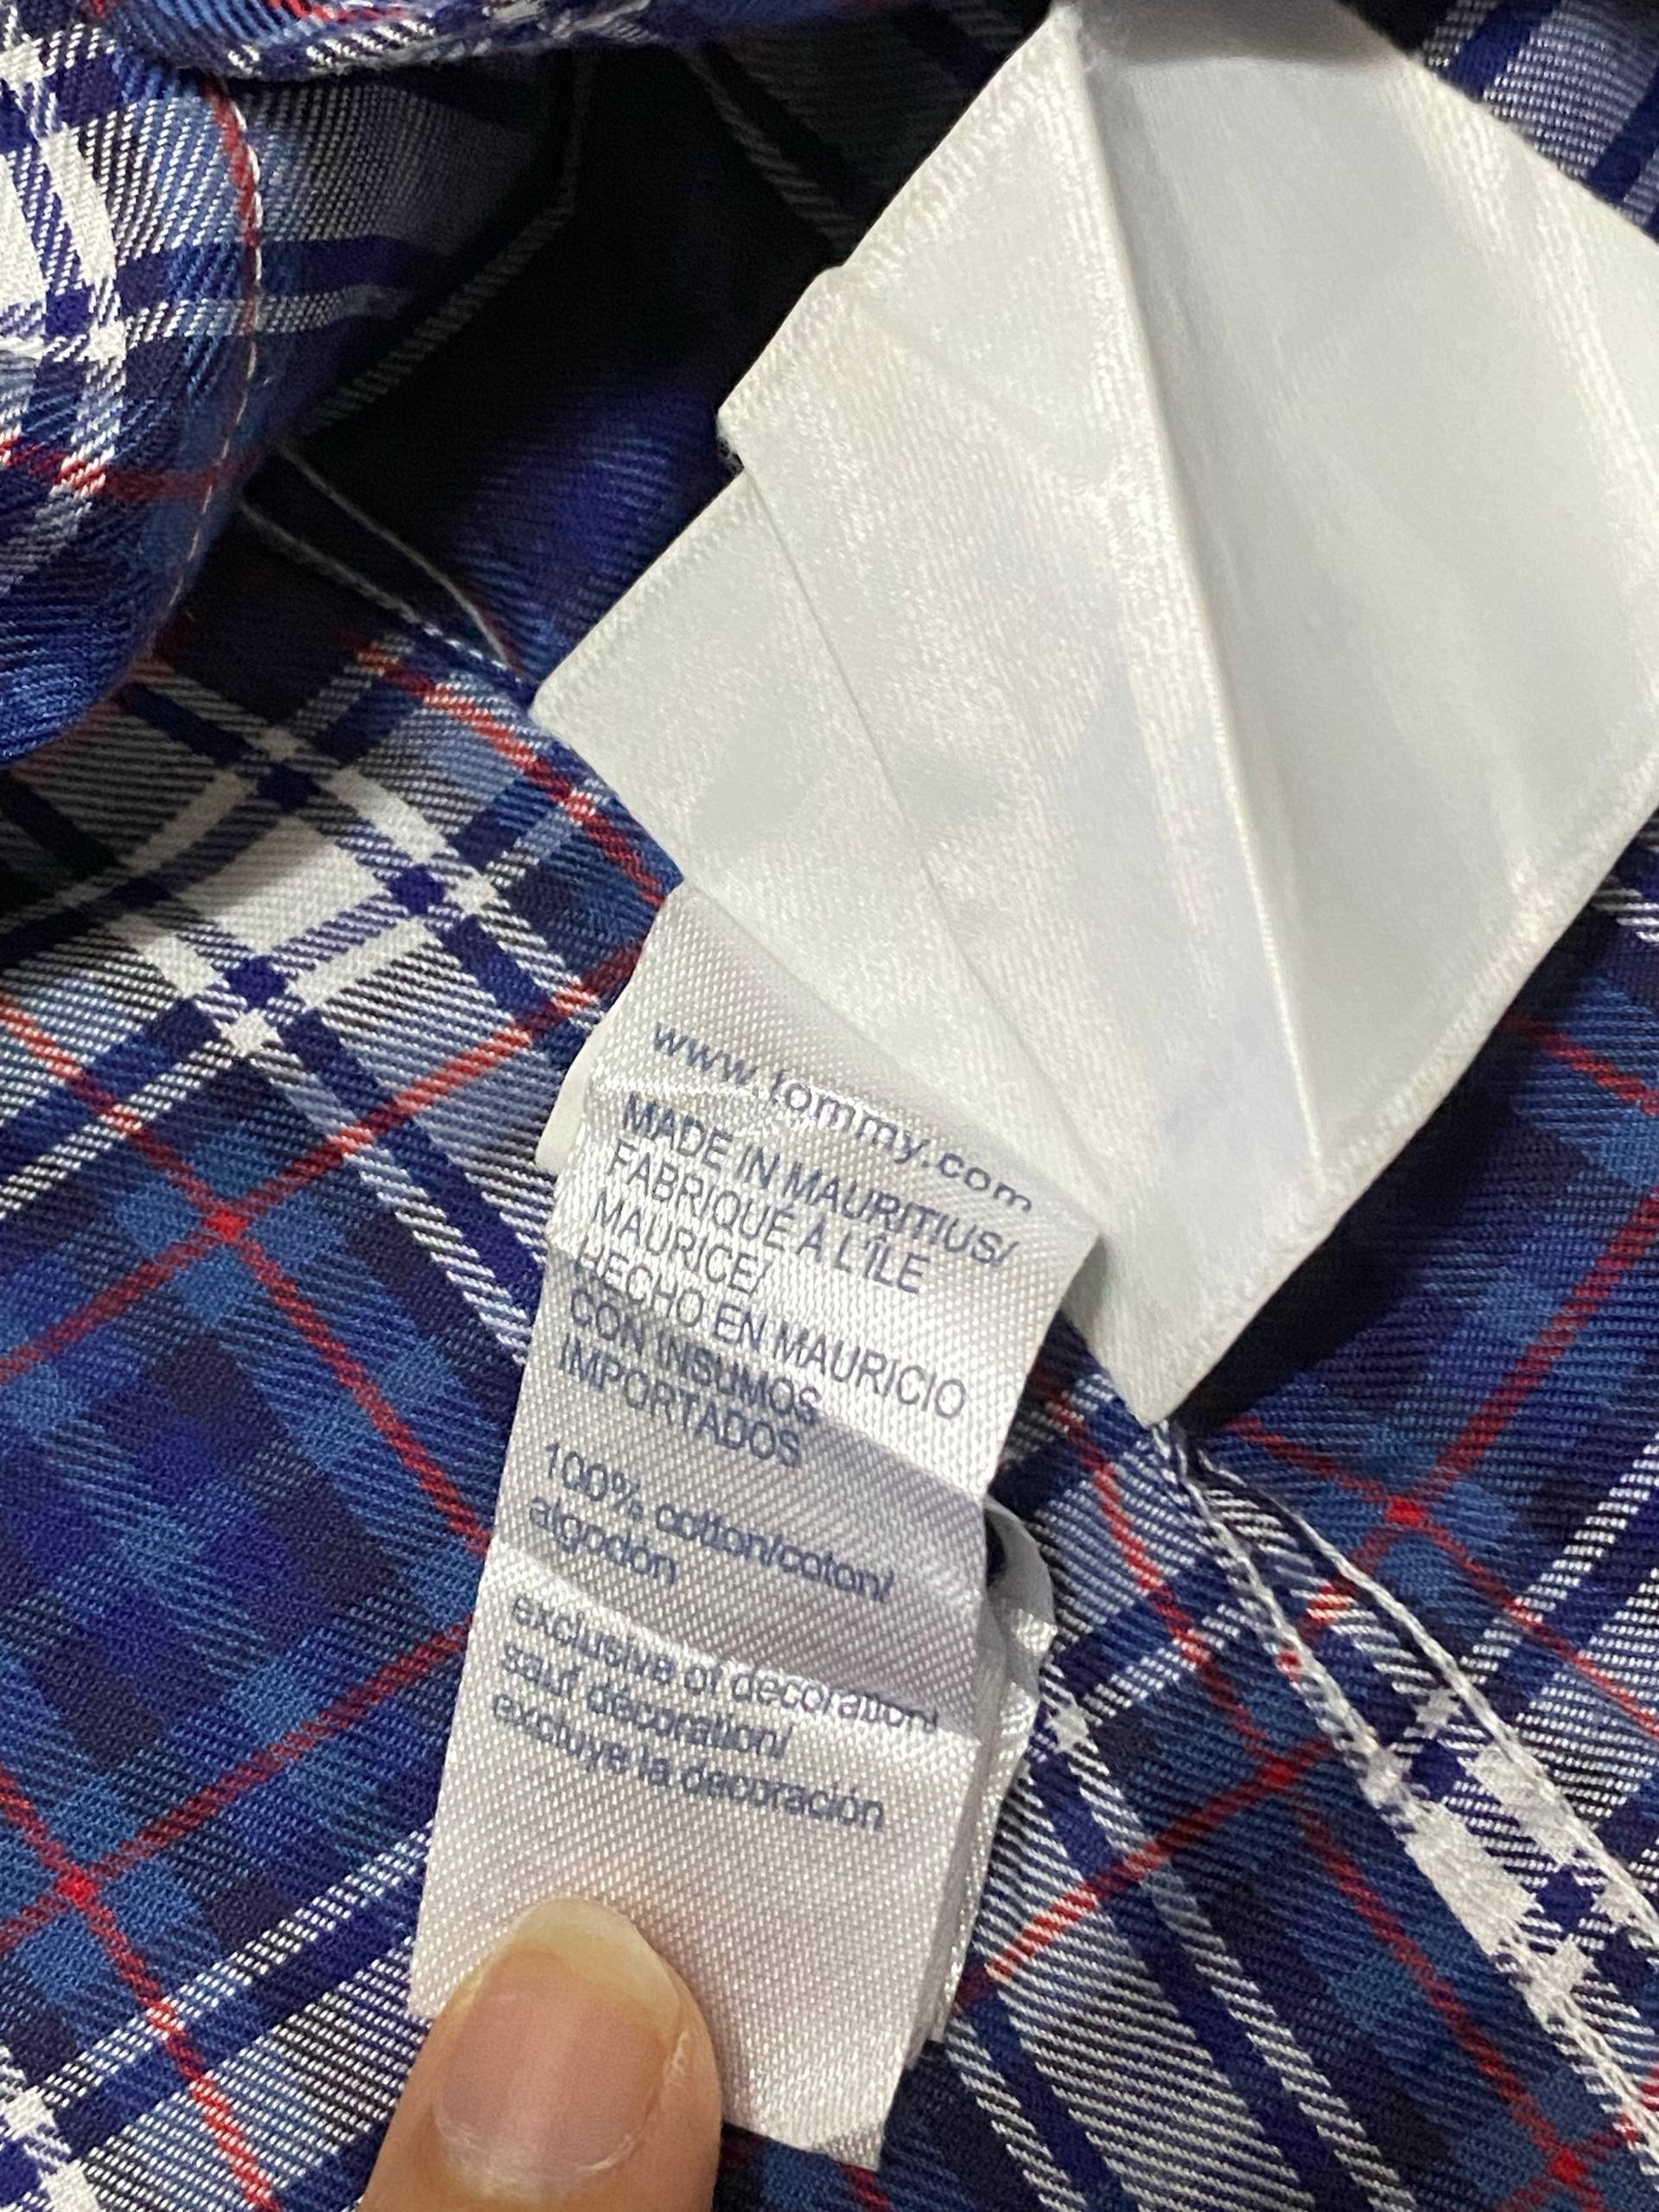 www.tommy.com
MADE IN MAURITIUS/
FABRIQUÉ À L'ÎLE
MAURICE/
HECHO EN MAURICIO
CON INSUMOS
IMPORTADOS
100% cotton/coton/
algodon
exclusive of decoration/
sauf décoration/
excluye la decoración